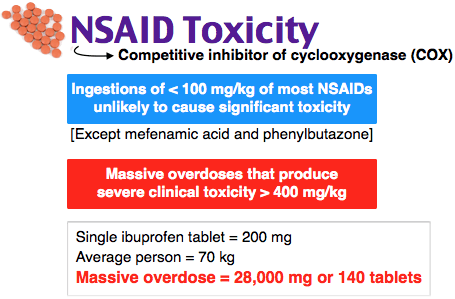 NSAID Toxicity
Competitive inhibitor of cyclooxygenase (COX)
Ingestions of < 100 mg/kg of most NSAIDs
unlikely to cause significant toxicity
[Except mefenamic acid and phenylbutazone]
Massive overdoses that produce
severe clinical toxicity > 400 mg/kg
Single ibuprofen tablet = 200 mg
Average person = 70 kg
Massive overdose = 28,000 mg or 140 tablets